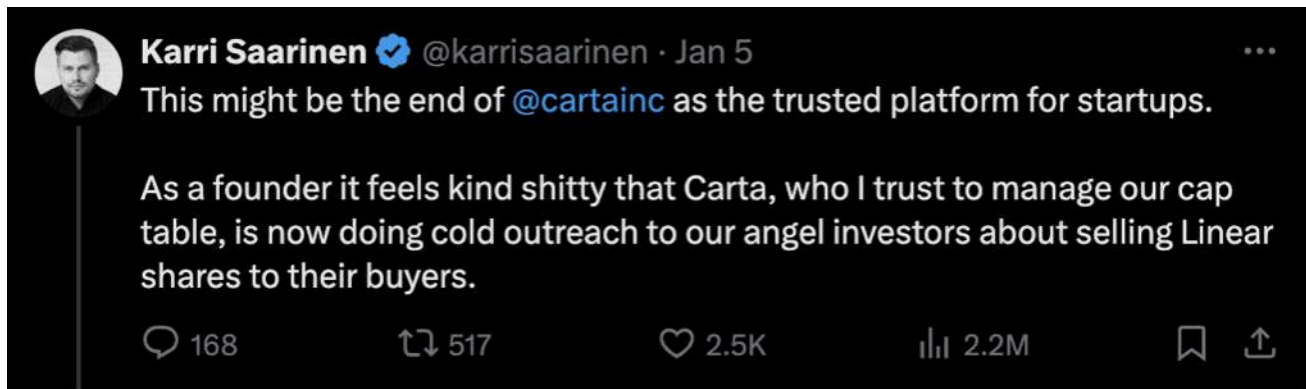 Karri Saarinen @karrisaarinen · Jan 5
This might be the end of @cartainc as the trusted platform for startups.
As a founder it feels kind shitty that Carta, who I trust to manage our cap
table, is now doing cold outreach to our angel investors about selling Linear
shares to their buyers.
168 517 2.5K 2.2M